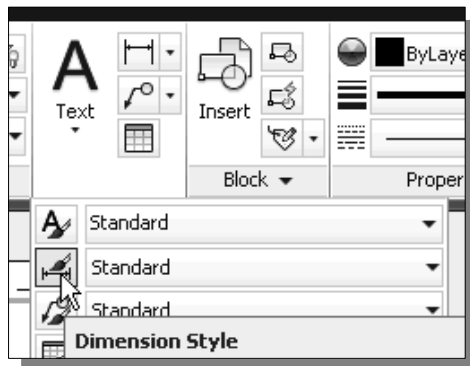 ByLaye
Text
Insert
Block
Proper
Standard
Standard
Standard
Dimension Style